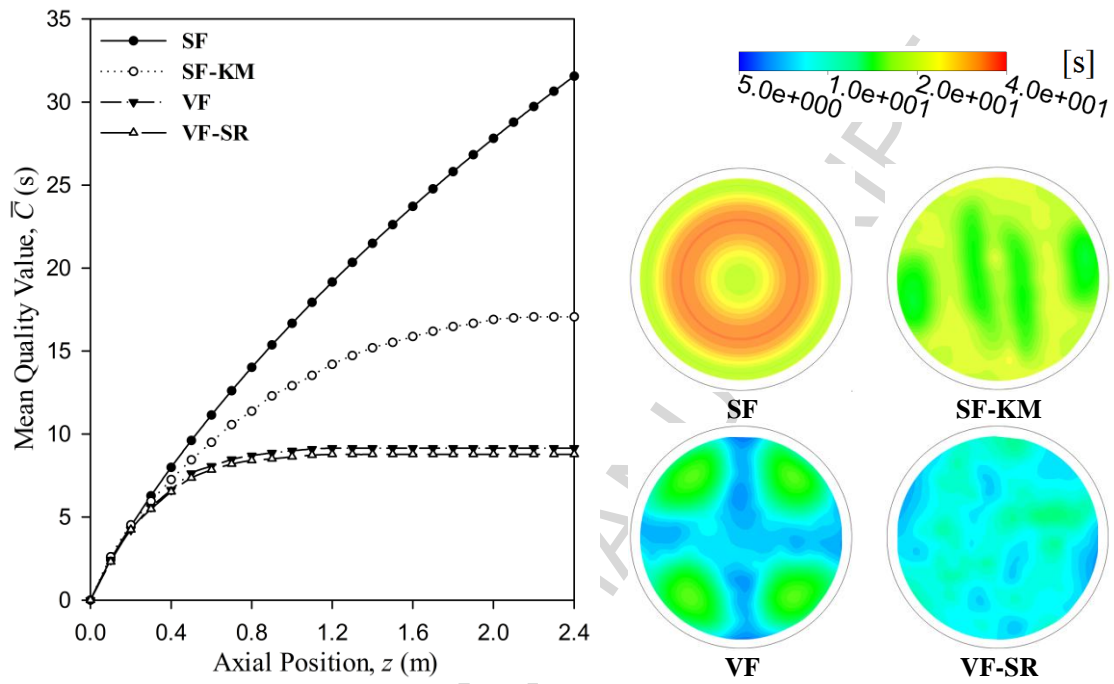 35
30
25
20
15
10
5
0
Mean Quality Value, C̅ (s)
SF
SF-KM
VF
VF-SR
0.0 0.4 0.8 1.2 1.6 2.0 2.4
Axial Position, z (m)
[s]
5.0e+000 1.0e+001 2.0e+001 4.0e+001
SF SF-KM
VF VF-SR